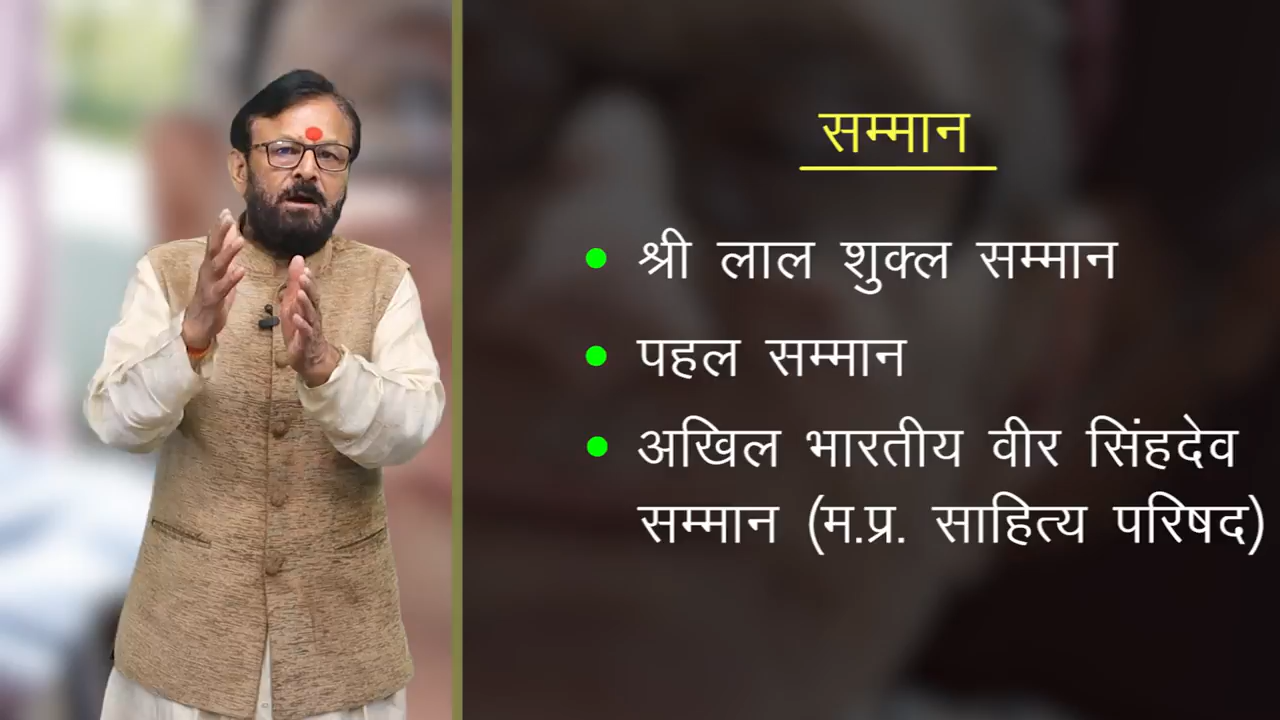 सम्मान
श्री लाल शुक्ल सम्मान
पहल सम्मान
अखिल भारतीय वीर सिंहदेव
सम्मान (म.प्र. साहित्य परिषद)